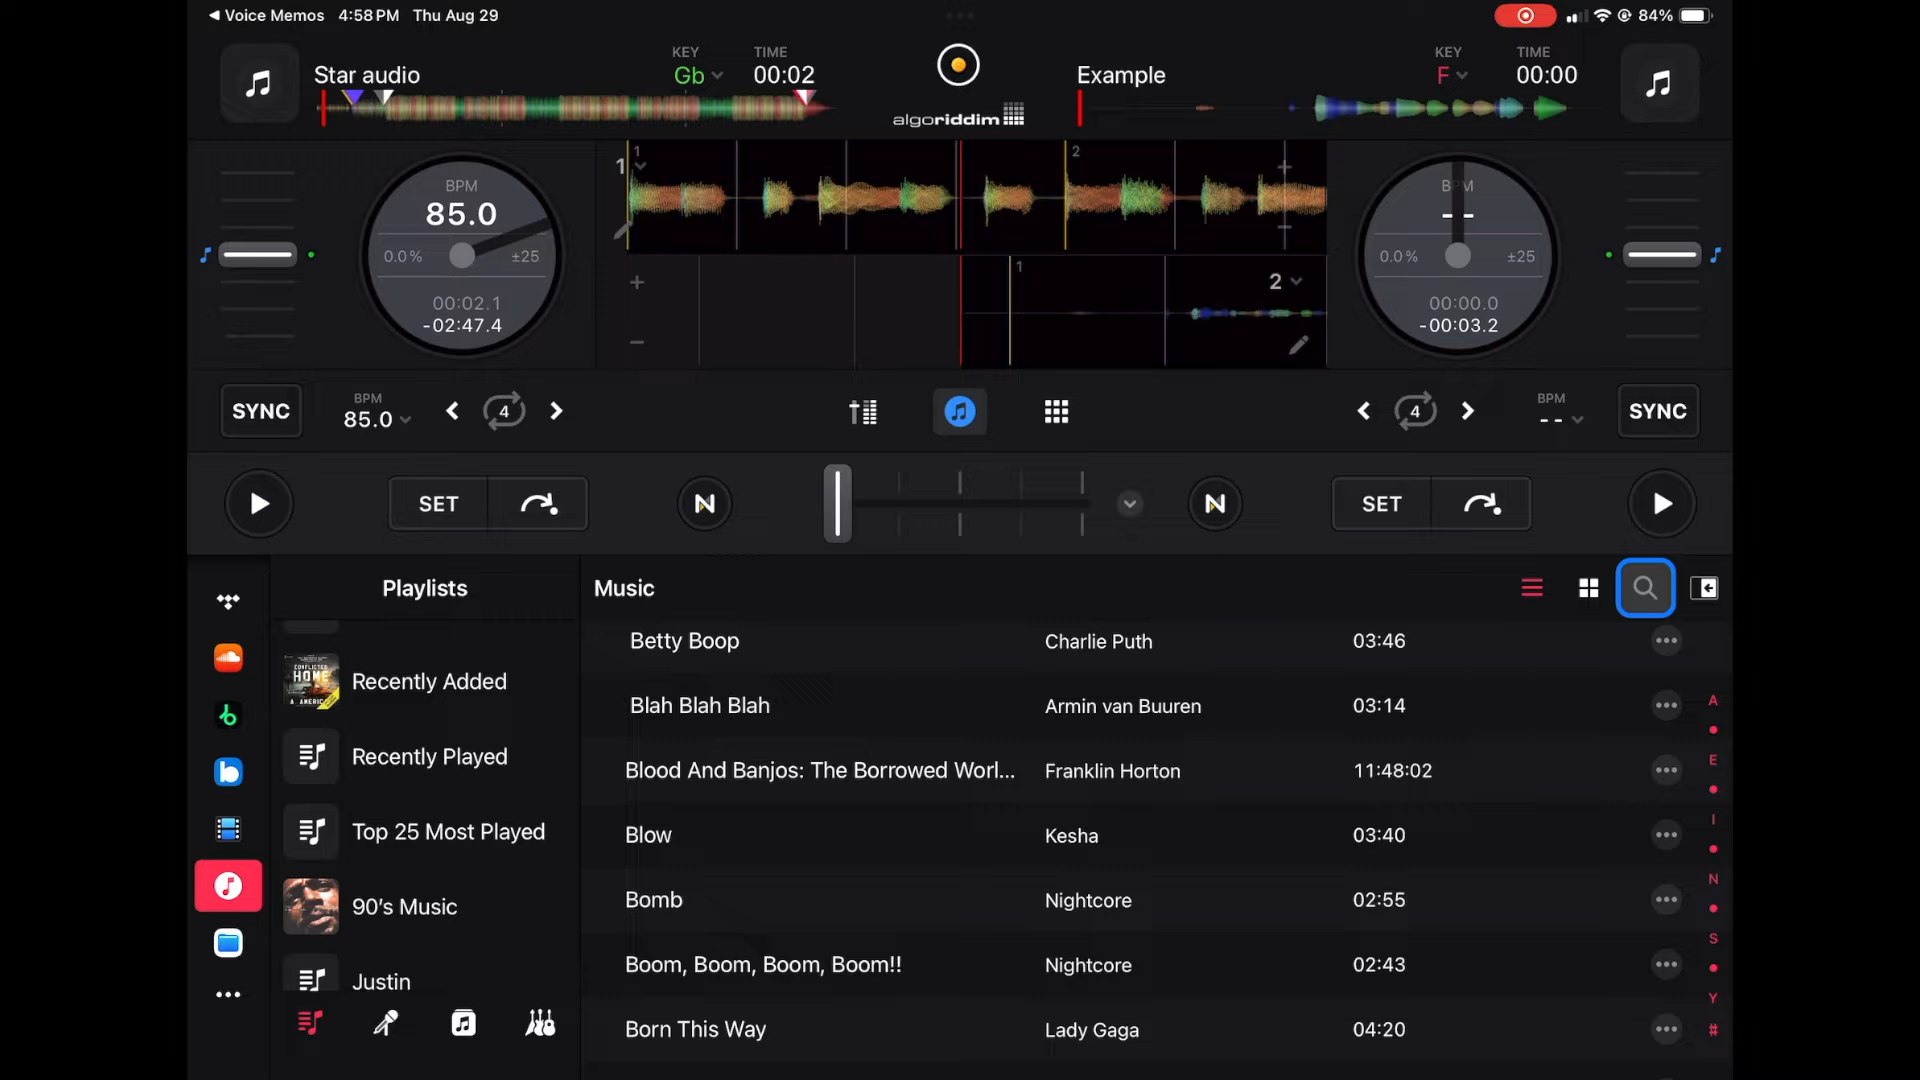 ◀ Voice Memos 4:58 PM Thu Aug 29
84%
Star audio
KEY
Gb
TIME
00:02
algoriddim
Example
KEY
F
TIME
00:00
BPM
85.0
0.0%
±25
00:02.1
-02:47.4
1
1
2
1
2
BPM
--
0.0%
±25
00:00.0
-00:03.2
SYNC
BPM
85.0
4
4
BPM
--
SYNC
SET
N
N
SET
Playlists
Music
Recently Added
Recently Played
Top 25 Most Played
90's Music
Justin
CONFLICTED
HOME
A. AMERIC
Betty Boop Charlie Puth 03:46
Blah Blah Blah Armin van Buuren 03:14
Blood And Banjos: The Borrowed Worl... Franklin Horton 11:48:02
Blow Kesha 03:40
Bomb Nightcore 02:55
Boom, Boom, Boom, Boom!! Nightcore 02:43
Born This Way Lady Gaga 04:20
A
E
I
N
S
Y
#